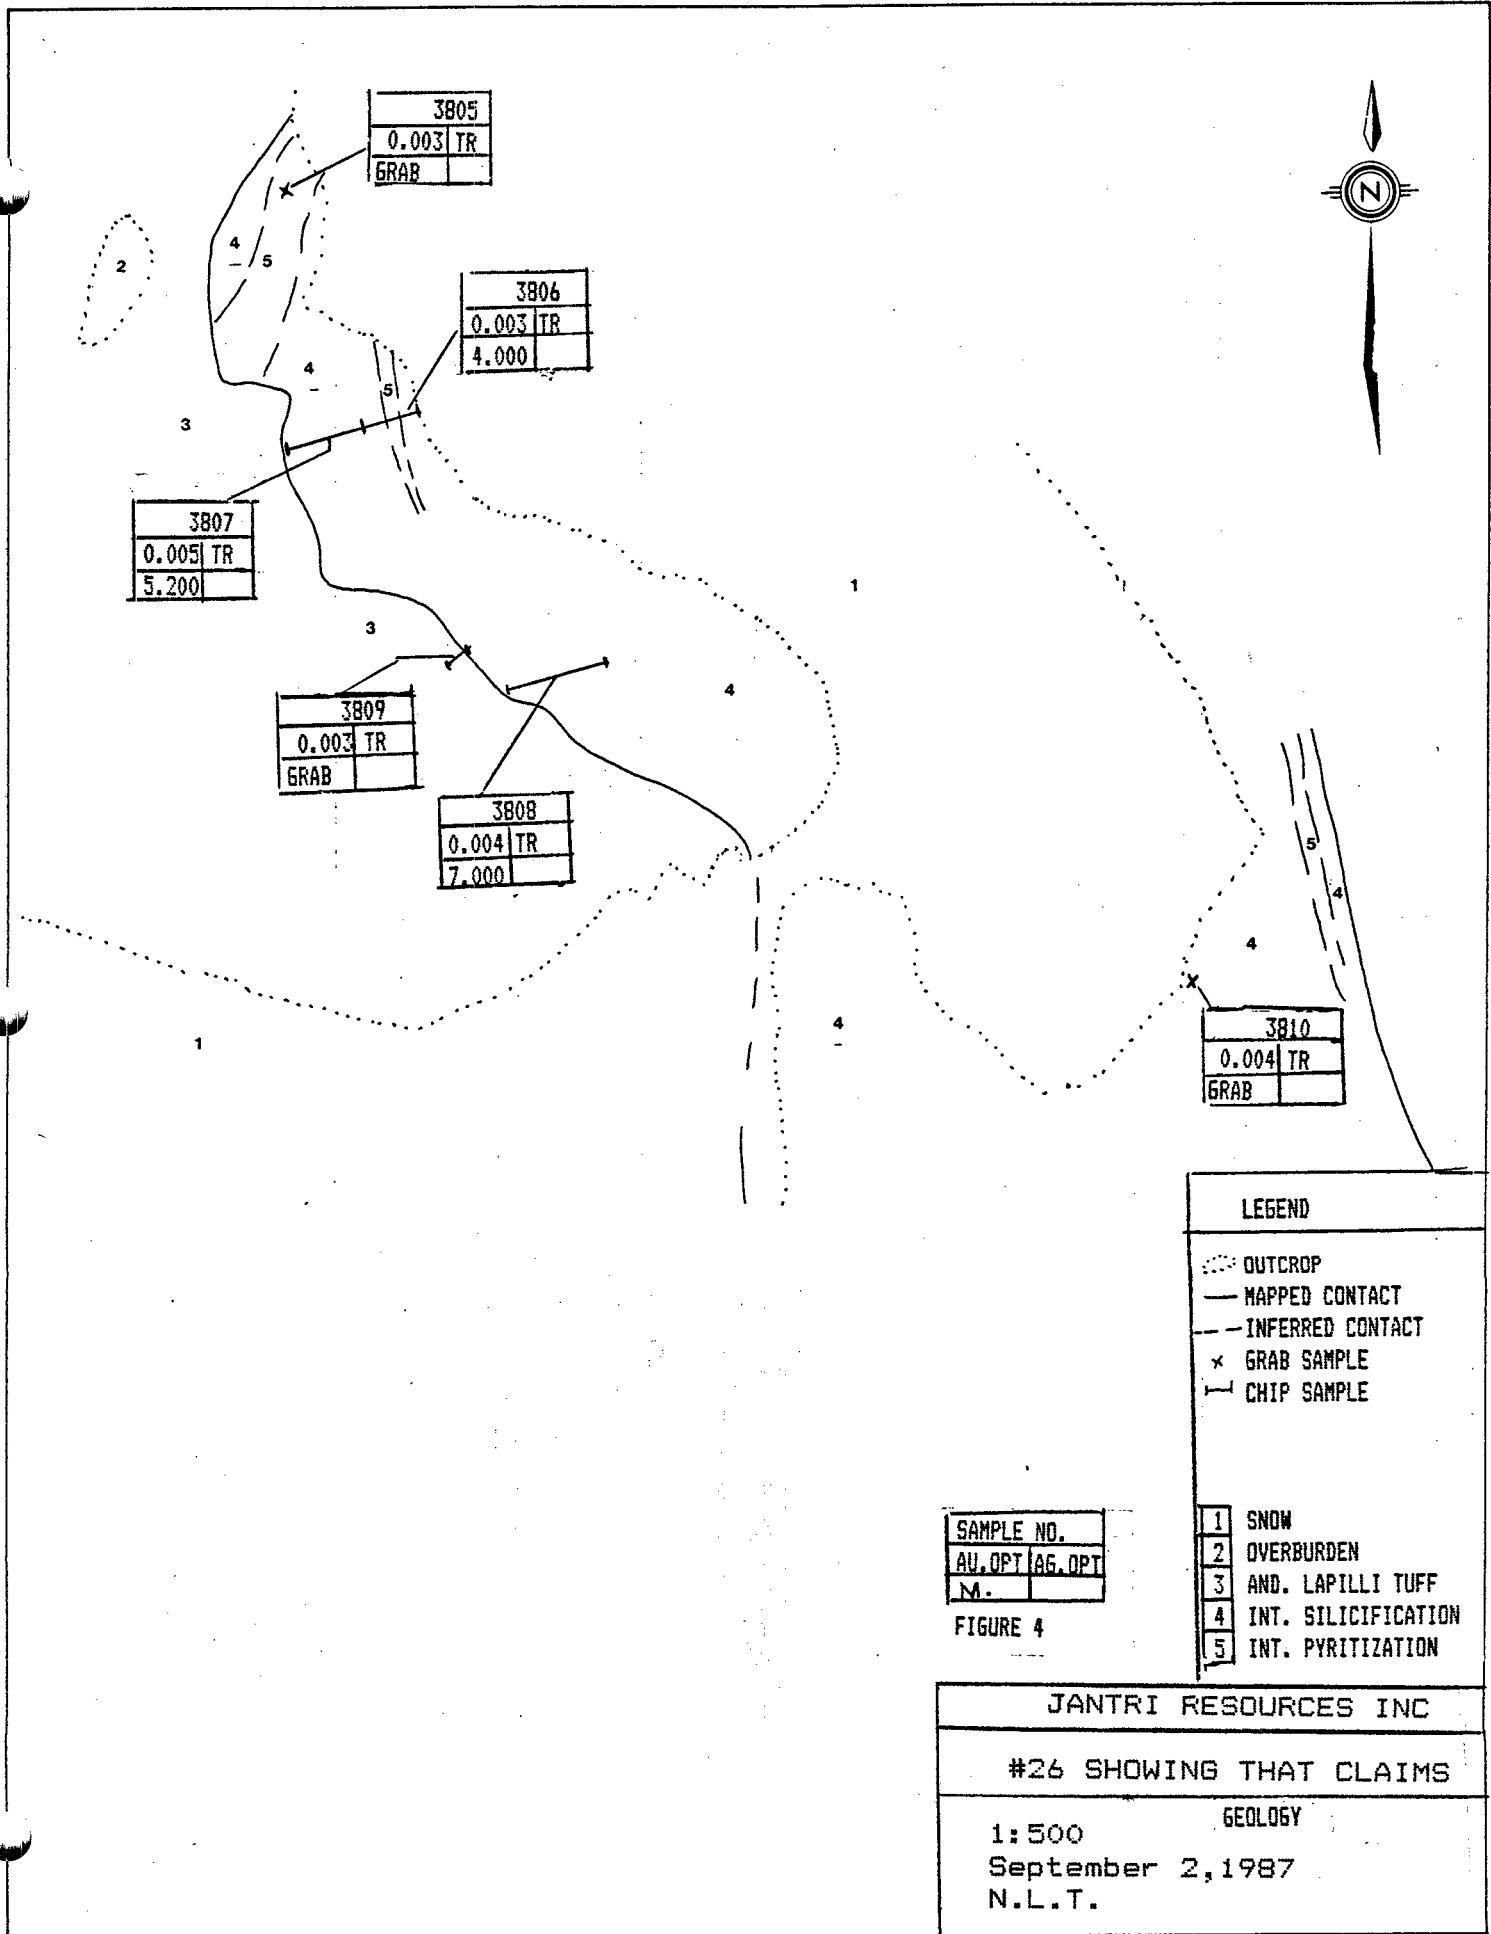 3805
0.003 TR
GRAB
N
4
5
2
3806
0.003 TR
4.000
4
5
3
3807
0.005 TR
5.200
1
3
4
3809
0.003 TR
GRAB
3808
0.004 TR
7.000
5
4
4
4
1
3810
0.004 TR
GRAB
LEGEND
OUTCROP
MAPPED CONTACT
INFERRED CONTACT
x GRAB SAMPLE
CHIP SAMPLE
SAMPLE NO.
AU.OPT AG.OPT
M.
FIGURE 4
1 SNOW
2 OVERBURDEN
3 AND. LAPILLI TUFF
4 INT. SILICIFICATION
5 INT. PYRITIZATION
JANTRI RESOURCES INC
#26 SHOWING THAT CLAIMS
GEOLOGY
1:500
September 2,1987
N.L.T.